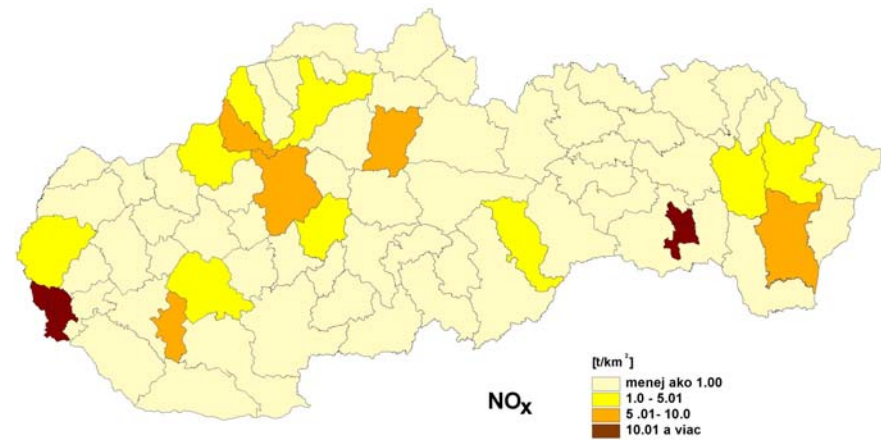 [t/km²]
menej ako 1.00
1.0 - 5.01
5 .01- 10.0
10.01 a viac
NOx